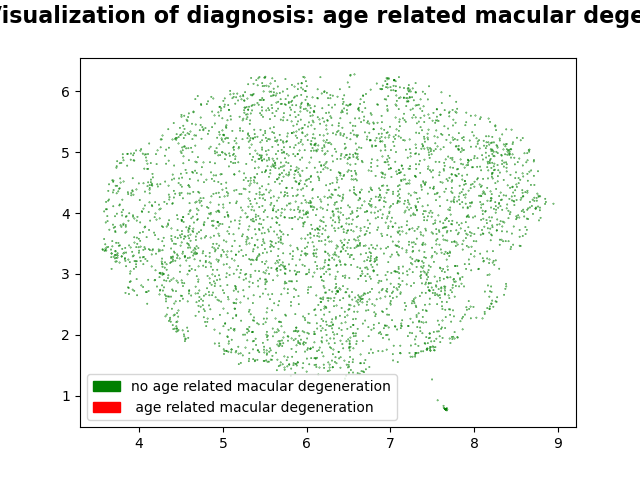 isualization of diagnosis: age related macular dege
6
5
4
3
2
1
no age related macular degeneration
age related macular degeneration
4 5 6 7 8 9